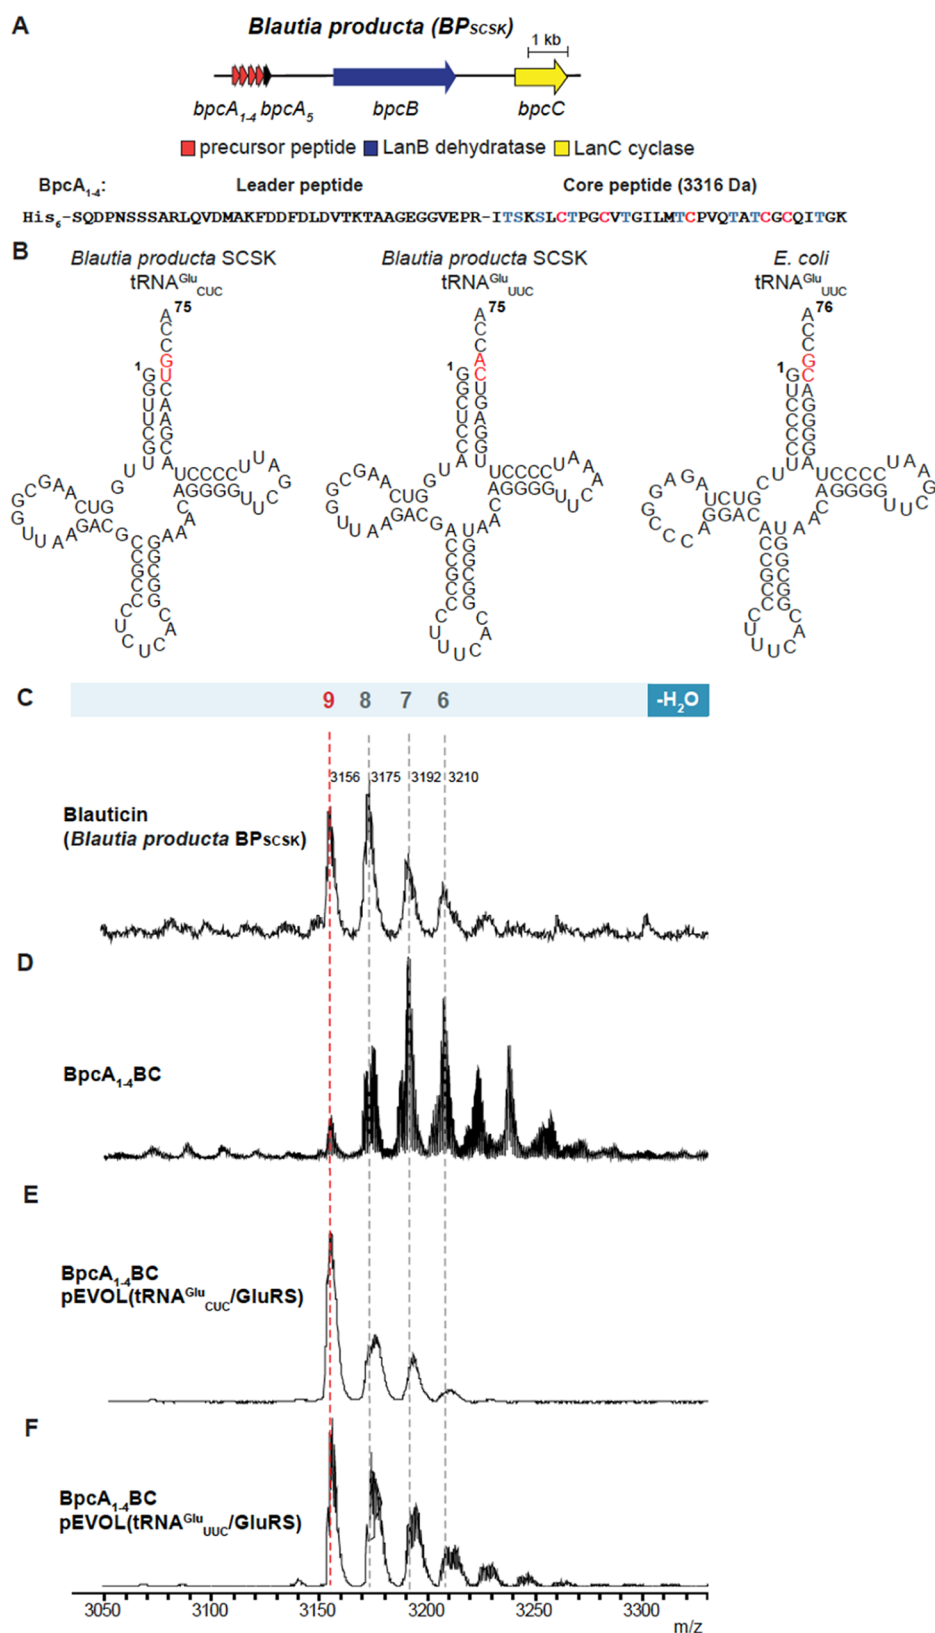 A
Blautia producta (BPSCSK)
1 kb
bpcA1-4 bpcA5 bpcB bpcC
precursor peptide LanB dehydratase LanC cyclase
BpcA1-4: Leader peptide Core peptide (3316 Da)
His6-SQDPNSSSARLQVDMAKFDDFDLDVTKTAAGEGGVEPR-ITSKSLCTPGCVTGILMTCPVQTATCGCQITGK
B
Blautia producta SCSK Blautia producta SCSK E. coli
tRNAGluCUC tRNAGluUUC tRNAGluUUC
75 75 76
1 1 1
C 9 8 7 6 -H2O
3156 3175 3192 3210
Blauticin
(Blautia producta BPSCSK)
D
BpcA1-4BC
E
BpcA1-4BC
pEVOL(tRNAGluCUC/GluRS)
F
BpcA1-4BC
pEVOL(tRNAGluUUC/GluRS)
3050 3100 3150 3200 3250 3300
m/z